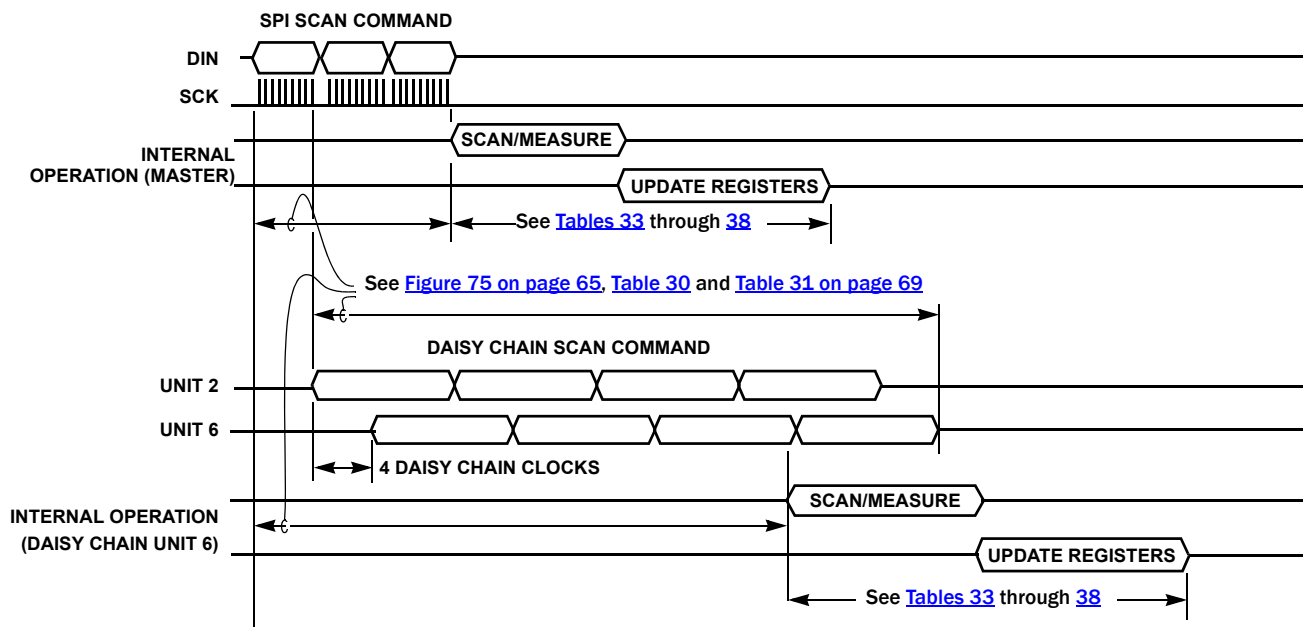 SPI SCAN COMMAND
DIN
SCK
SCAN/MEASURE
INTERNAL
OPERATION (MASTER)
UPDATE REGISTERS
See Tables 33 through 38
See Figure 75 on page 65, Table 30 and Table 31 on page 69
DAISY CHAIN SCAN COMMAND
UNIT 2
UNIT 6
4 DAISY CHAIN CLOCKS
SCAN/MEASURE
INTERNAL OPERATION
(DAISY CHAIN UNIT 6)
UPDATE REGISTERS
See Tables 33 through 38